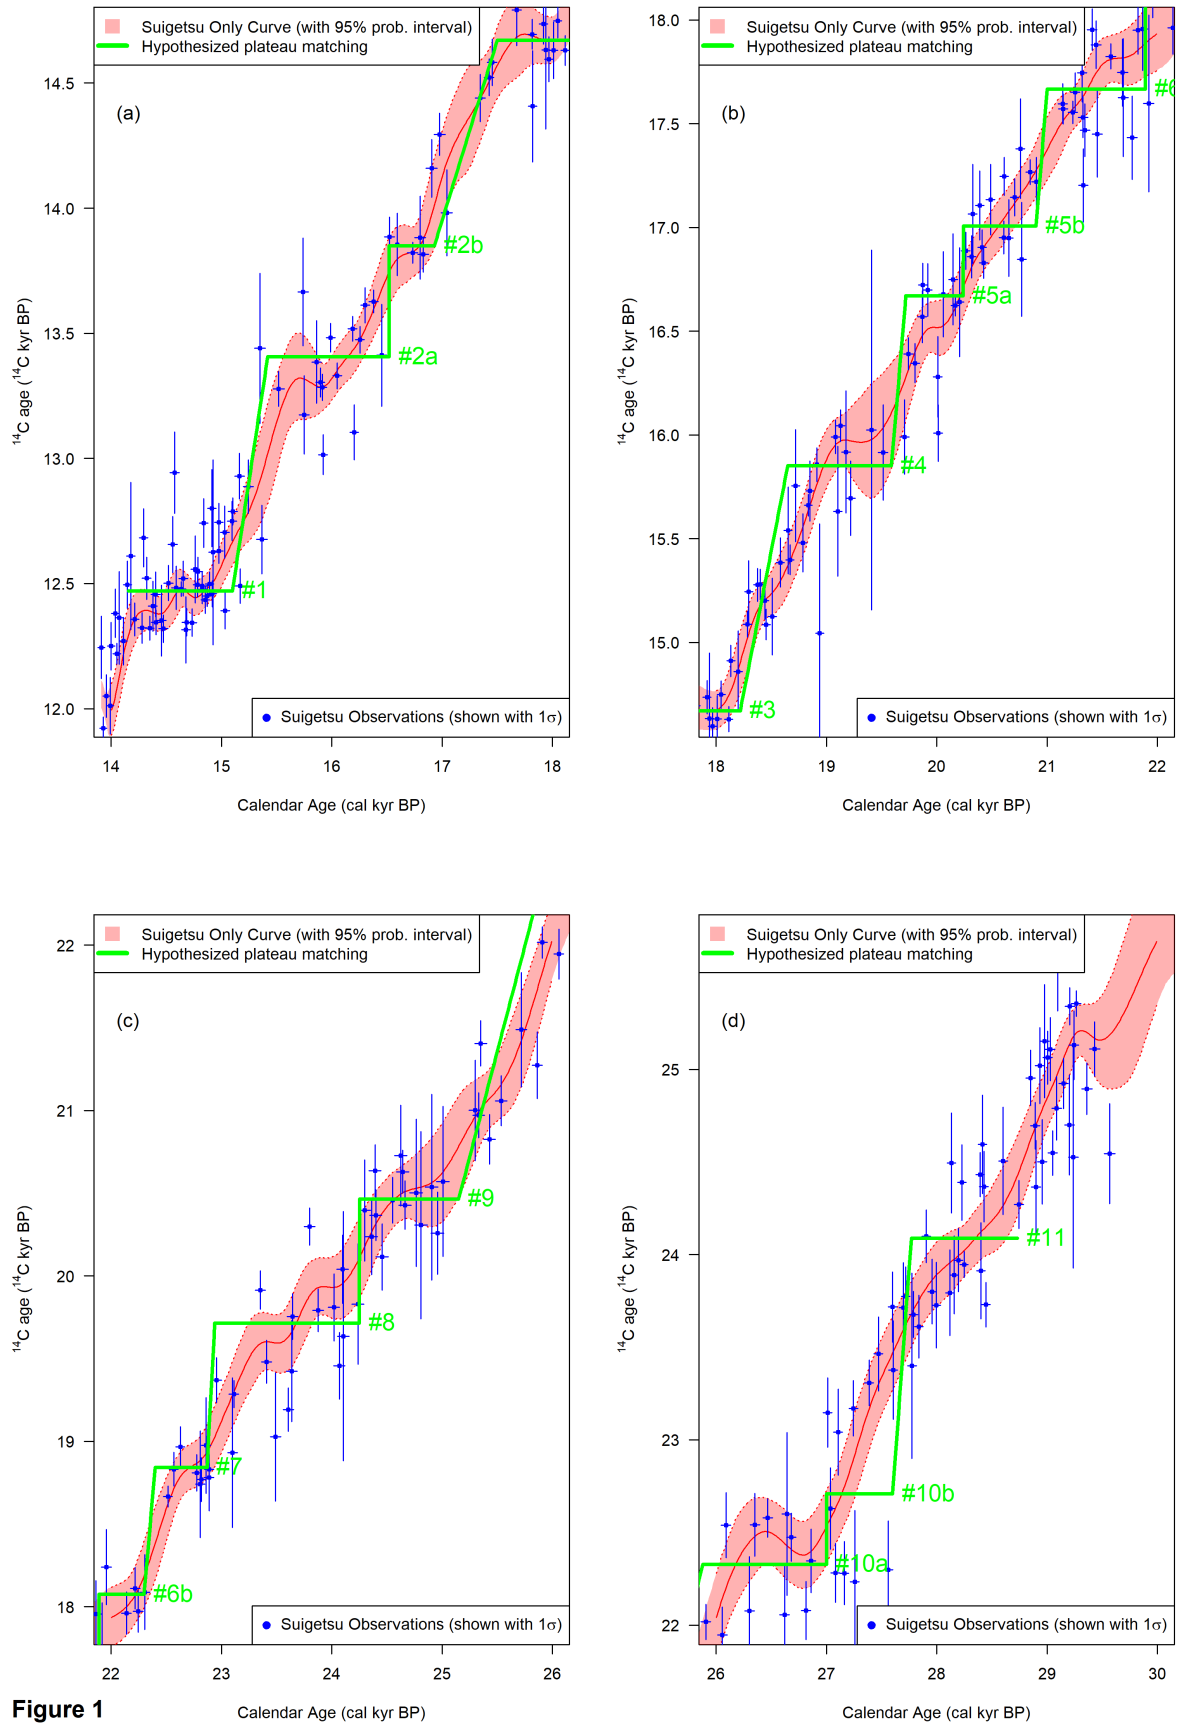 Suigetsu Only Curve (with 95% prob. interval)
Hypothesized plateau matching
(a)
14.5
14.0
13.5
13.0
12.5
12.0
#2b
#2a
#1
Suigetsu Observations (shown with 1σ)
14 15 16 17 18
Calendar Age (cal kyr BP)
14C age (14C kyr BP)
Suigetsu Only Curve (with 95% prob. interval)
Hypothesized plateau matching
(b)
18.0
17.5
17.0
16.5
16.0
15.5
15.0
#6
#5b
#5a
#4
#3
Suigetsu Observations (shown with 1σ)
18 19 20 21 22
Calendar Age (cal kyr BP)
14C age (14C kyr BP)
Suigetsu Only Curve (with 95% prob. interval)
Hypothesized plateau matching
(c)
22
21
20
19
18
#9
#8
#7
#6b
Suigetsu Observations (shown with 1σ)
22 23 24 25 26
Calendar Age (cal kyr BP)
14C age (14C kyr BP)
Suigetsu Only Curve (with 95% prob. interval)
Hypothesized plateau matching
(d)
25
24
23
22
#11
#10b
#10a
Suigetsu Observations (shown with 1σ)
26 27 28 29 30
Calendar Age (cal kyr BP)
14C age (14C kyr BP)
Figure 1